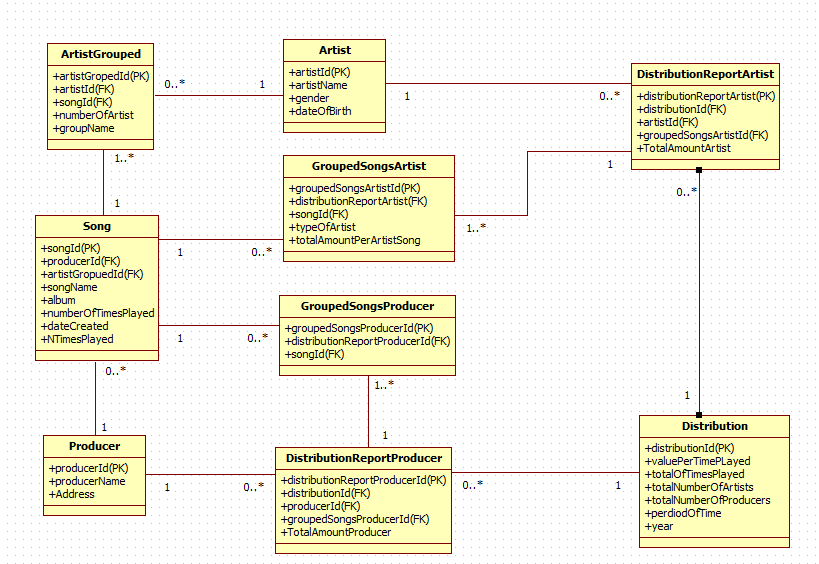 ArtistGrouped
+artistGropedId(PK)
+artistId(FK)
+songId(FK)
+numberOfArtist
+groupName
0..*
1
Artist
+artistId(PK)
+artistName
+gender
+dateOfBirth
1
0..*
DistributionReportArtist
+distributionReportArtist(PK)
+distributionId(FK)
+artistId(FK)
+groupedSongsArtistId(FK)
+TotalAmountArtist
1..*
1
GroupedSongsArtist
+groupedSongsArtistId(PK)
+distributionReportArtist(FK)
+songId(FK)
+typeOfArtist
+totalAmountPerArtistSong
1
1..*
0..*
1
Song
+songId(PK)
+producerId(FK)
+artistGropuedId(FK)
+songName
+album
+numberOfTimesPlayed
+dateCreated
+NTimesPlayed
1
0..*
1
0..*
GroupedSongsProducer
+groupedSongsProducerId(PK)
+distributionReportProducerId(FK)
+songId(FK)
0..*
1
1..*
1
Producer
+producerId(PK)
+producerName
+Address
1
0..*
DistributionReportProducer
+distributionReportProducerId(PK)
+distributionId(FK)
+producerId(FK)
+groupedSongsProducerId(FK)
+TotalAmountProducer
0..*
1
Distribution
+distributionId(PK)
+valuePerTimePLayed
+totalOfTimesPlayed
+totalNumberOfArtists
+totalNumberOfProducers
+perdiodOfTime
+year